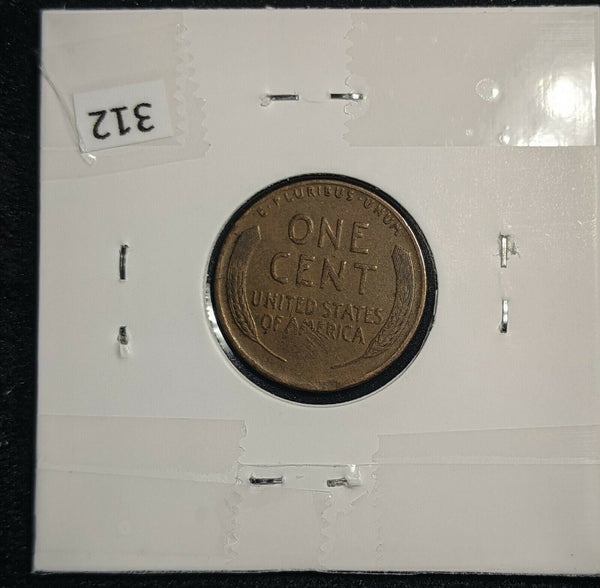 312
E·PLURIBUS·UNUM
ONE
CENT
UNITED STATES
OF AMERICA